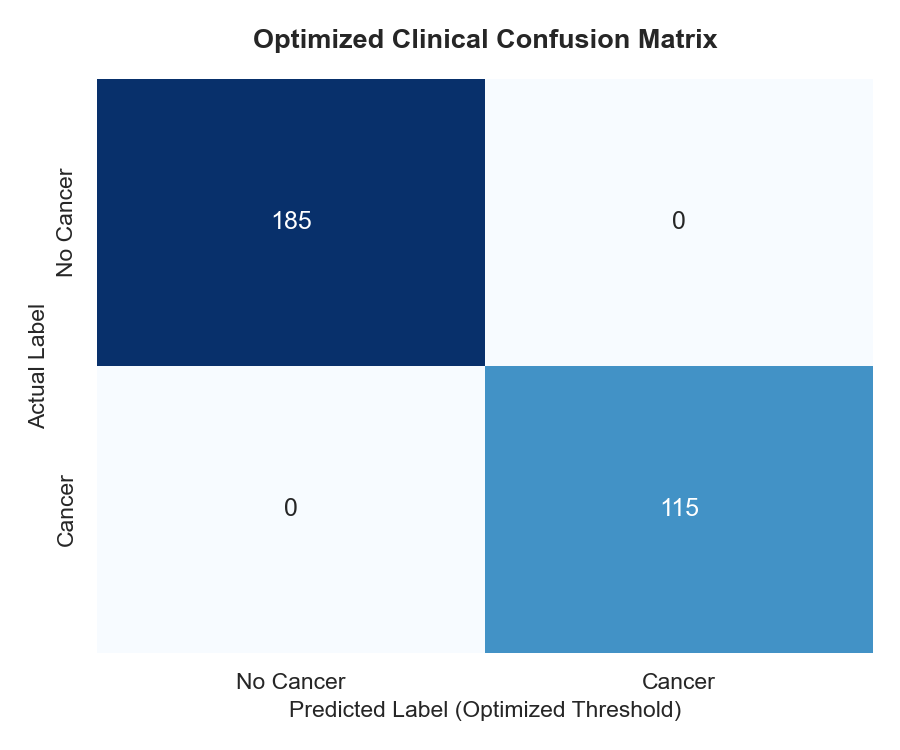 Optimized Clinical Confusion Matrix
No Cancer
185
0
Actual Label
Cancer
0
115
No Cancer
Cancer
Predicted Label (Optimized Threshold)